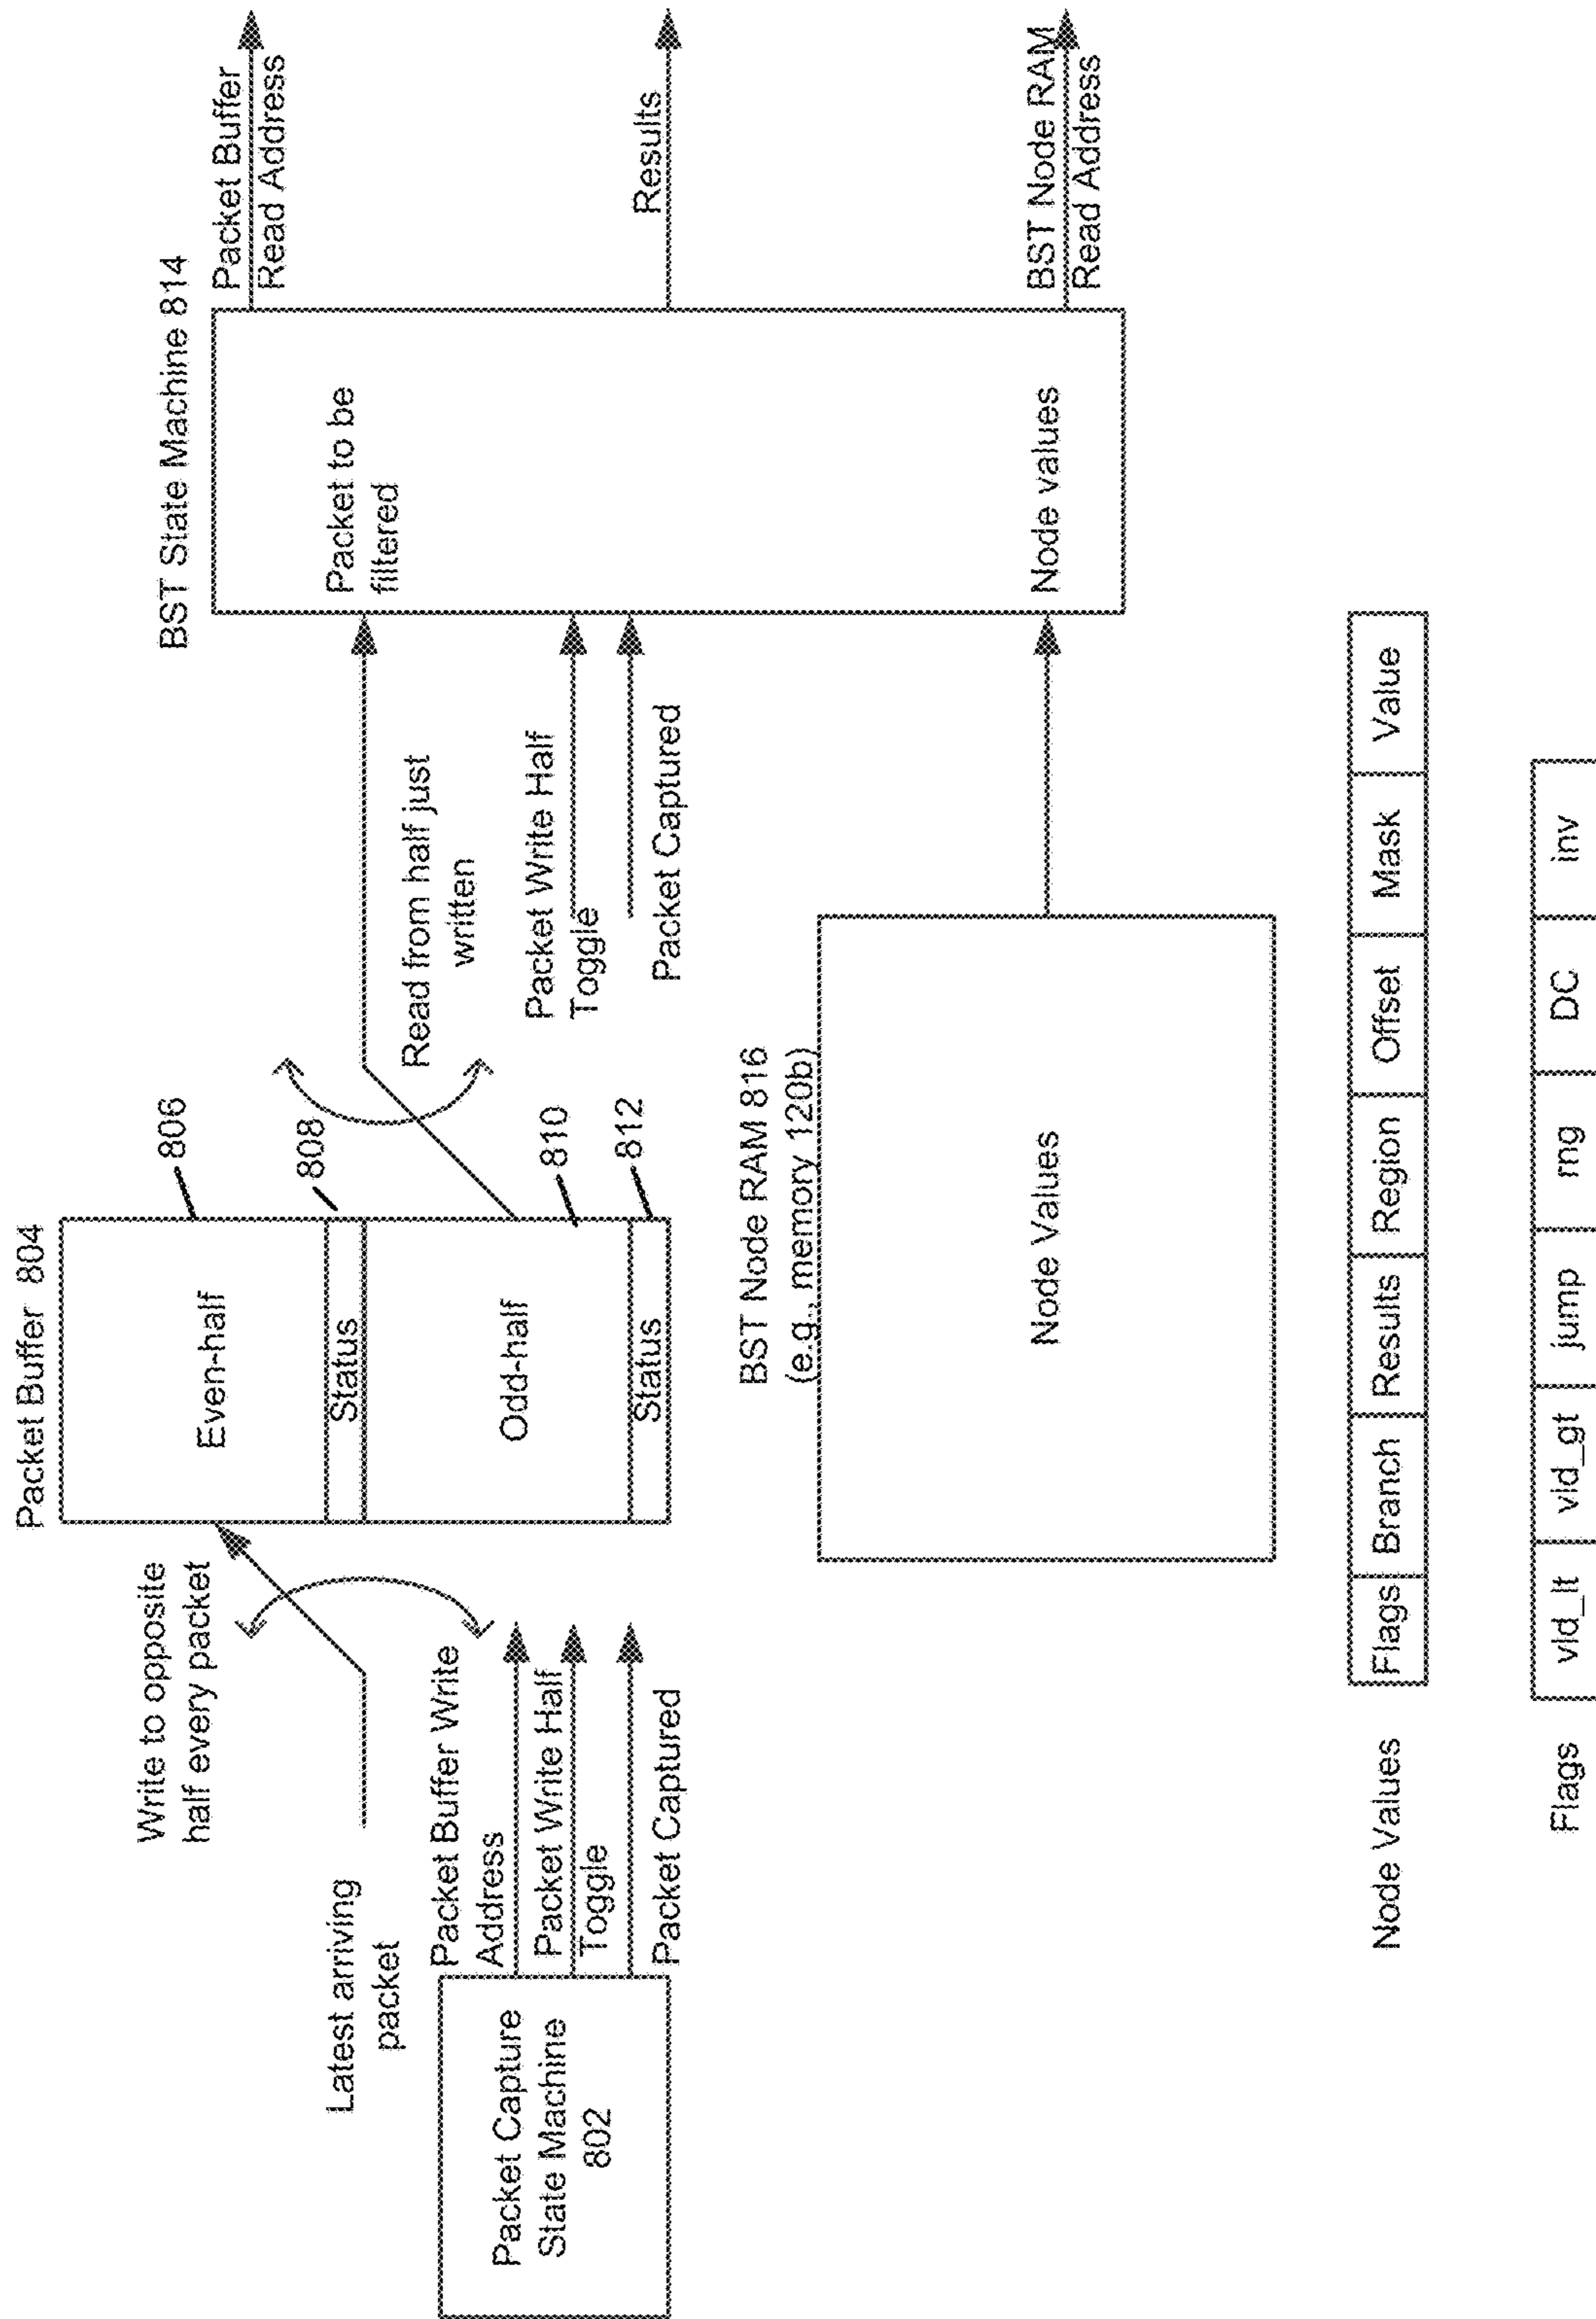 Packet Buffer 804
Write to opposite
half every packet
Latest arriving
packet
Packet Buffer Write
Address
Packet Write Half
Toggle
Packet Captured
Packet Capture
State Machine
802
Even-half
Status
Odd-half
Status
806
808
810
812
Read from half just
written
Packet Write Half
Toggle
Packet Captured
BST State Machine 814
Packet to be
filtered
Node values
Packet Buffer
Read Address
Results
BST Node RAM
Read Address
BST Node RAM 816
(e.g., memory 120b)
Node Values
Node Values
Flags Branch Results Region Offset Mask Value
Flags
vld_lt vld_gt jump rng DC inv